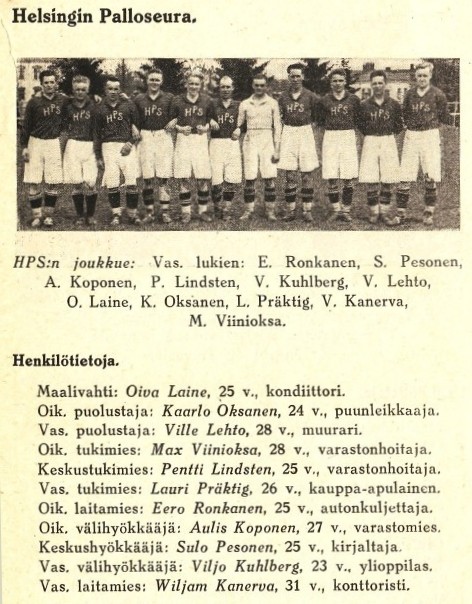 Helsingin Palloseura.
HPS HPS HPS HPS HPS HPS HPS HPS HPS HPS
HPS:n joukkue: Vas. lukien: E. Ronkanen, S. Pesonen,
A. Koponen, P. Lindsten, V. Kuhlberg, V. Lehto,
O. Laine, K. Oksanen, L. Präktig, V. Kanerva,
M. Viinioksa.
Henkilötietoja.
Maalivahti: Oiva Laine, 25 v., kondiittori.
Oik. puolustaja: Kaarlo Oksanen, 24 v., puunleikkaaja.
Vas. puolustaja: Ville Lehto, 28 v., muurari.
Oik. tukimies: Max Viinioksa, 28 v., varastonhoitaja.
Keskustukimies: Pentti Lindsten, 25 v., varastonhoitaja.
Vas. tukimies: Lauri Präktig, 26 v., kauppa-apulainen.
Oik. laitamies: Eero Ronkanen, 25 v., autonkuljettaja.
Oik. välihyökkääjä: Aulis Koponen, 27 v., varastomies.
Keskushyökkääjä: Sulo Pesonen, 25 v., kirjaltaja.
Vas. välihyökkääjä: Viljo Kuhlberg, 23 v., ylioppilas.
Vas. laitamies: Wiljam Kanerva, 31 v., konttoristi.